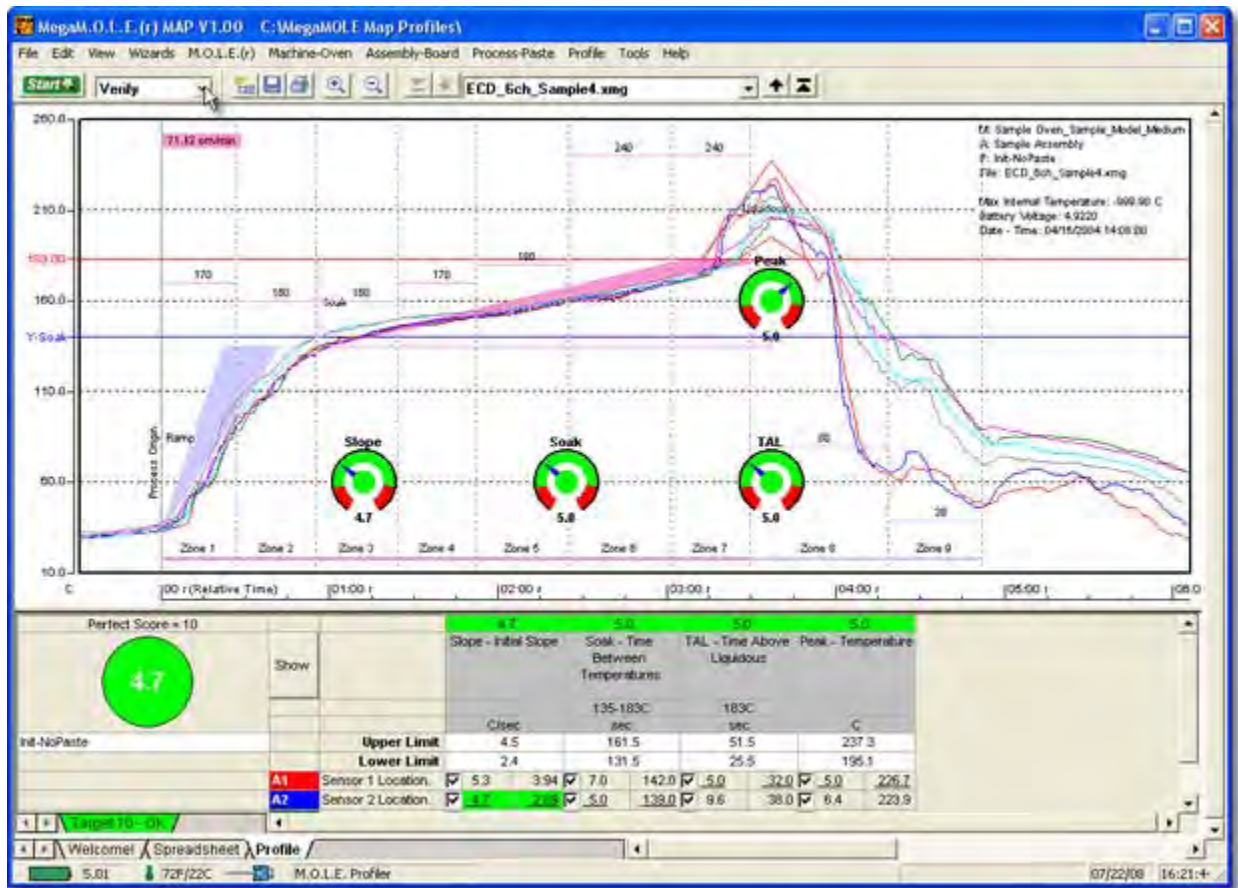 MegaM.O.L.E.(r) MAP V1.00 C:\MegaMOLE Map Profiles\
File Edit View Wizards M.O.L.E.(r) Machine-Oven Assembly-Board Process-Paste Profile Tools Help
Start Verify ECD_6ch_Sample4.xmg
260.0
71.12 cm/min
240 240
M: Sample Oven_Sample_Model_Medium
A: Sample Assembly
P: Init-NoPaste
File: ECD_6ch_Sample4.xmg
Max Internal Temperature: -999.90 C
Battery Voltage: 4.9220
Date - Time: 04/15/2004 14:08:00
210.0
Liquidous
180
Peak
170 170
150 150
Soak
160.0
5.0
Y-Soak
110.0
Process Origin
Ramp
Slope Soak TAL
60.0
4.7 5.0 5.0
Zone 1 Zone 2 Zone 3 Zone 4 Zone 5 Zone 6 Zone 7 Zone 8 Zone 9
10.0
C 00 r (Relative Time) 01:00 r 02:00 r 03:00 r 04:00 r 05:00 r 06:0
Perfect Score = 10 4.7 5.0 5.0 5.0
Slope - Initial Slope Soak - Time Between Temperatures TAL - Time Above Liquidous Peak - Temperature
4.7 Show
135-183C 183C
C/sec sec sec C
Init-NoPaste Upper Limit 4.5 161.5 51.5 237.3
Lower Limit 2.4 131.5 25.5 195.1
A1 Sensor 1 Location. 5.3 3.94 7.0 142.0 5.0 32.0 5.0 226.7
A2 Sensor 2 Location. 4.7 5.0 139.0 9.6 38.0 6.4 223.9
Target 10 - OK
Welcome! Spreadsheet Profile
5.01 72F/22C M.O.L.E. Profiler 07/22/08 16:21:4